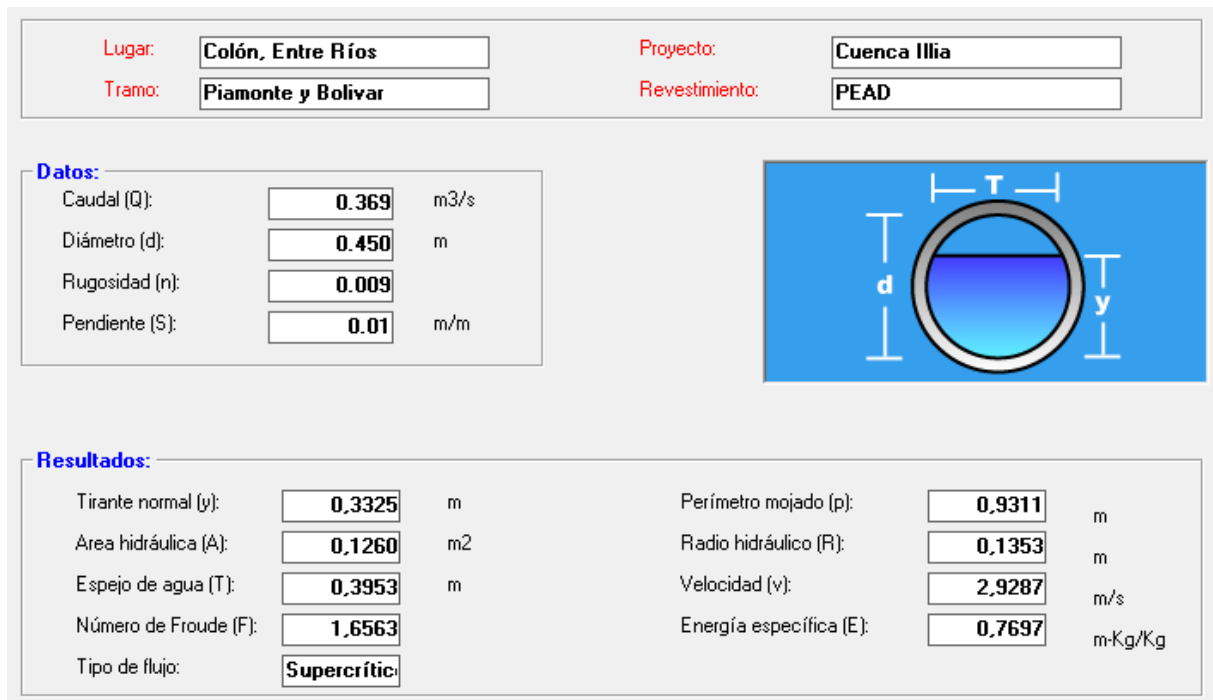 Lugar: Colón, Entre Ríos Proyecto: Cuenca Illia
Tramo: Piamonte y Bolivar Revestimiento: PEAD
Datos:
Caudal (Q): 0.369 m3/s
Diámetro (d): 0.450 m
Rugosidad (n): 0.009
Pendiente (S): 0.01 m/m
T
d
y
Resultados:
Tirante normal (y): 0,3325 m Perímetro mojado (p): 0,9311 m
Area hidráulica (A): 0,1260 m2 Radio hidráulico (R): 0,1353 m
Espejo de agua (T): 0,3953 m Velocidad (v): 2,9287 m/s
Número de Froude (F): 1,6563 Energía específica (E): 0,7697 m-Kg/Kg
Tipo de flujo: Supercrític